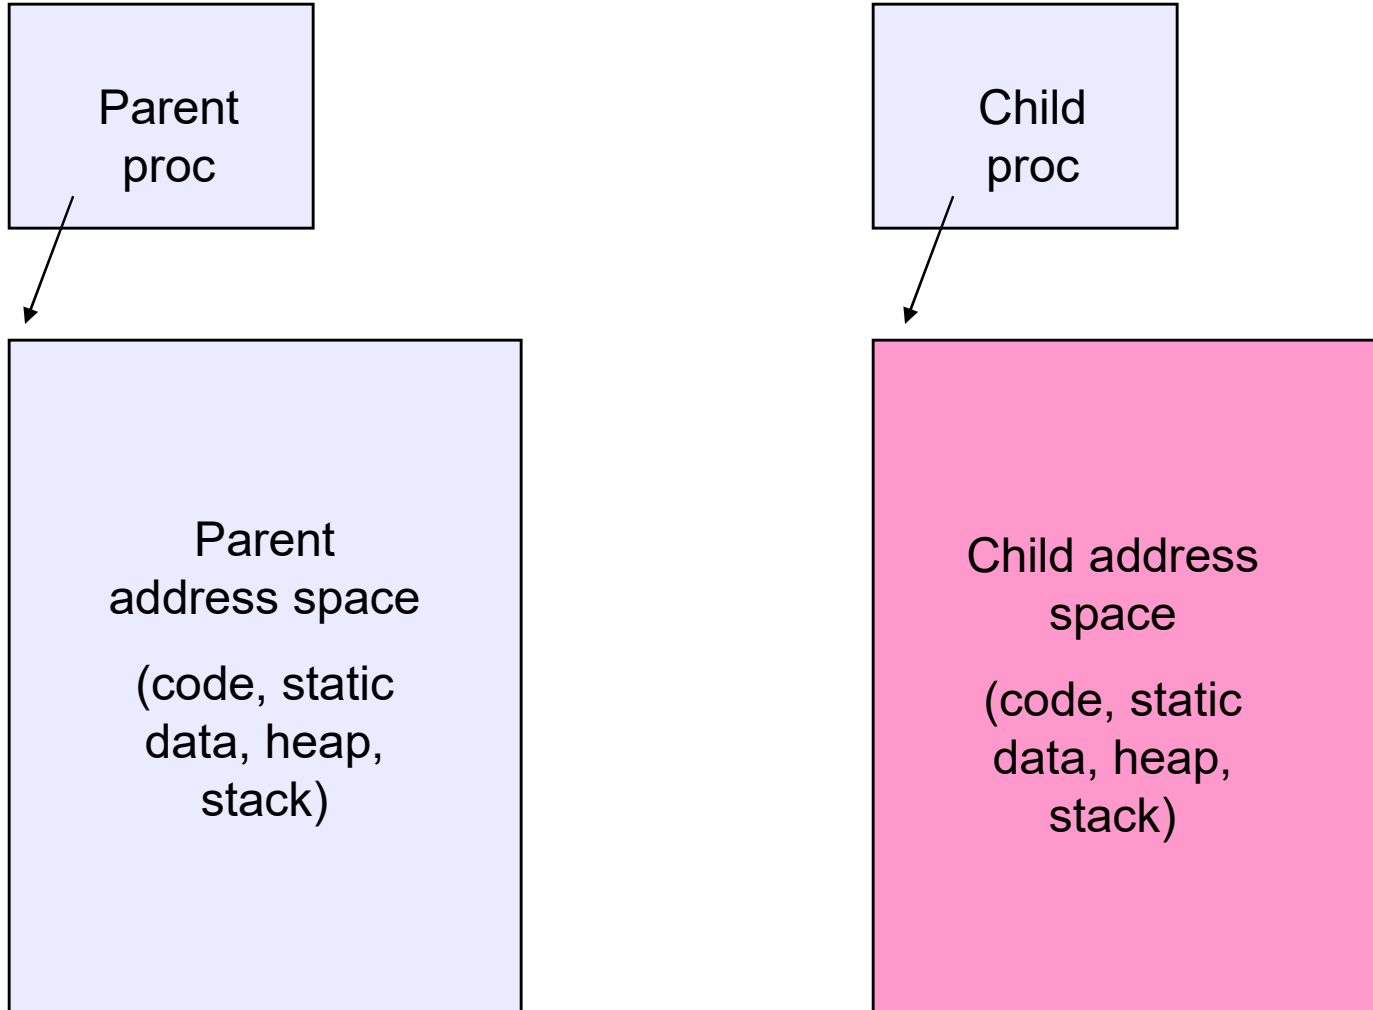 Parent
proc
Child
proc
Parent
address space
(code, static
data, heap,
stack)
Child address
space
(code, static
data, heap,
stack)